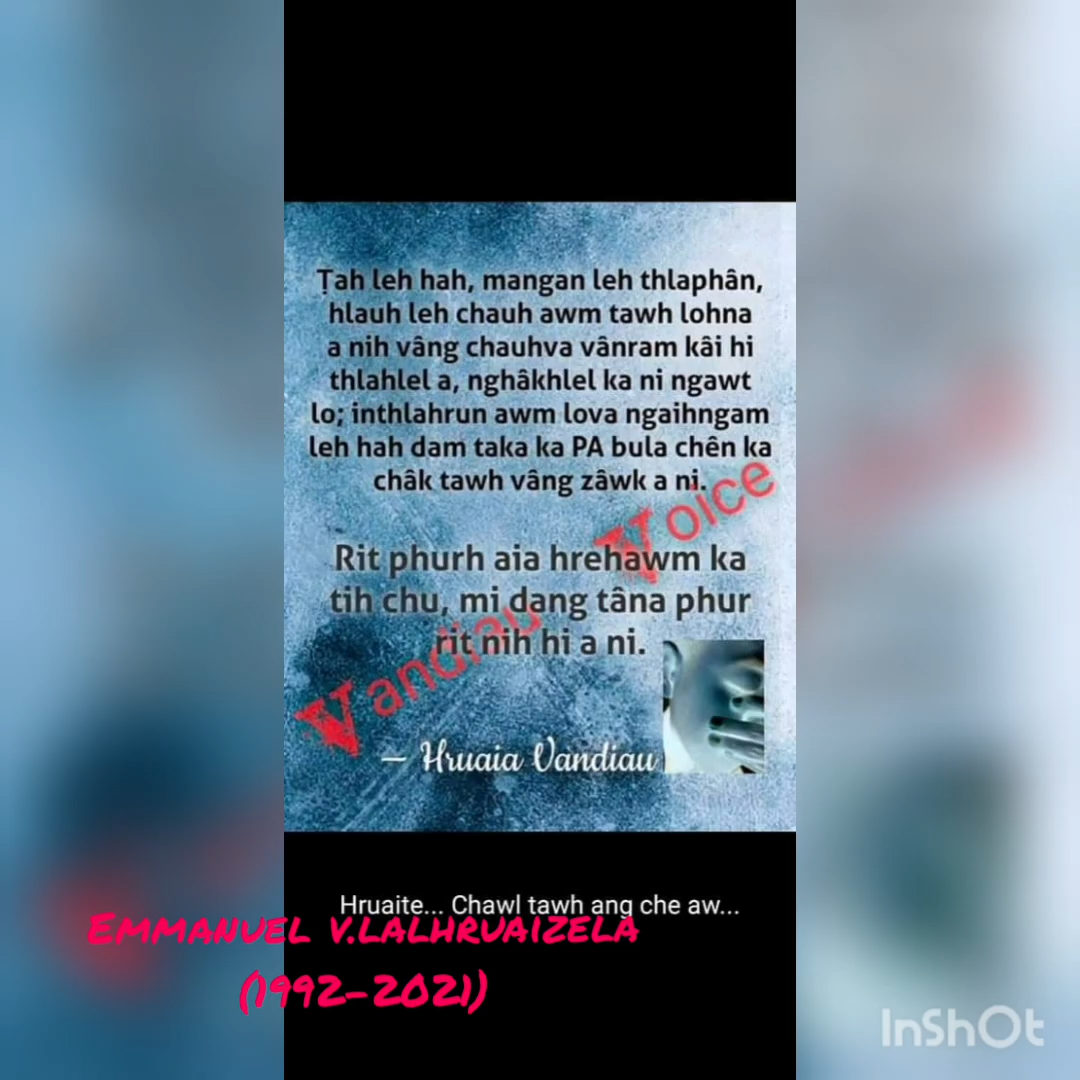 Ṭah leh hah, mangan leh thlaphân,
hlauh leh chauh awm tawh lohna
a nih vâng chauhva vânram kâi hi
thlahlel a, nghâkhlel ka ni ngawt
lo; inthlahrun awm lova ngaihngam
leh hah dam taka ka PA bula chên ka
châk tawh vâng zâwk a ni.
Rit phurh aia hrehawm ka
tih chu, mi dang tâna phur
rit nih hi a ni.
Vandiau Voice
– Hruaia Vandiau
Hruaite... Chawl tawh ang che aw...
Emmanuel v.lalhruaizela
(1992-2021)
InShOt